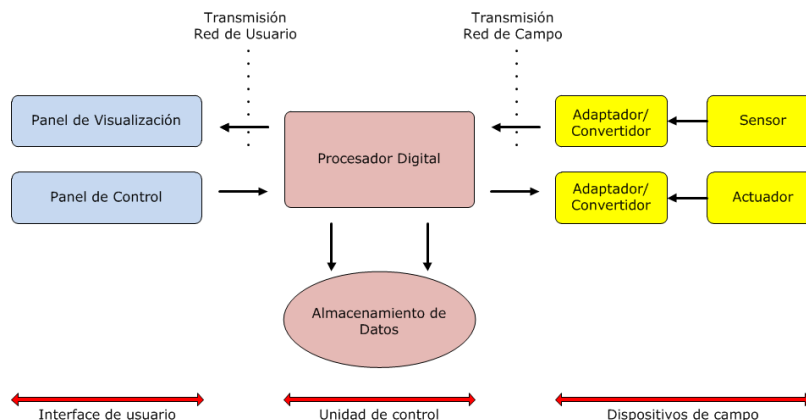 Transmisión
Red de Usuario
Transmisión
Red de Campo
Panel de Visualización
Procesador Digital
Adaptador/
Convertidor
Sensor
Panel de Control
Adaptador/
Convertidor
Actuador
Almacenamiento de
Datos
Interface de usuario
Unidad de control
Dispositivos de campo